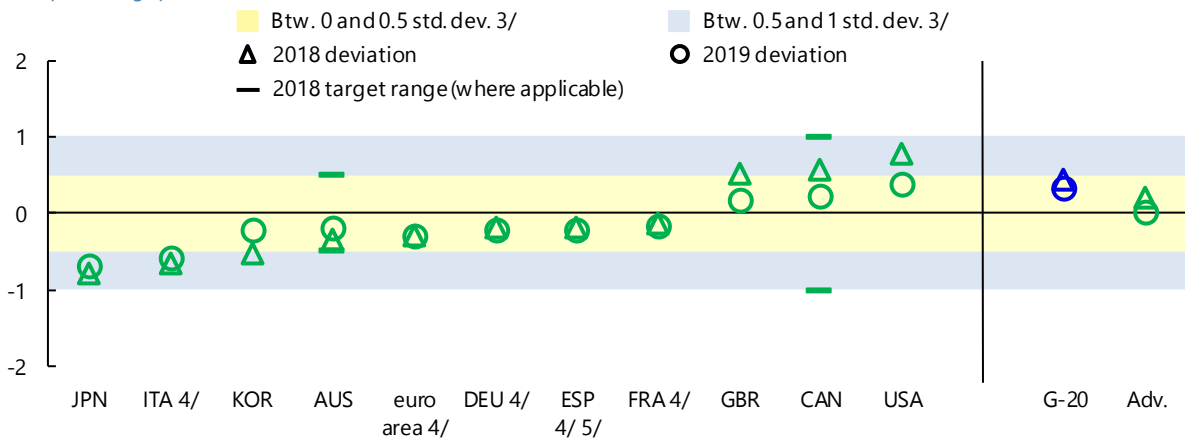 Btw. 0 and 0.5 std. dev. 3/
Btw. 0.5 and 1 std. dev. 3/
2018 deviation
2019 deviation
2018 target range (where applicable)
2
1
0
-1
-2
JPN
ITA 4/
KOR
AUS
euro
area 4/
DEU 4/
ESP
4/ 5/
FRA 4/
GBR
CAN
USA
G-20
Adv.